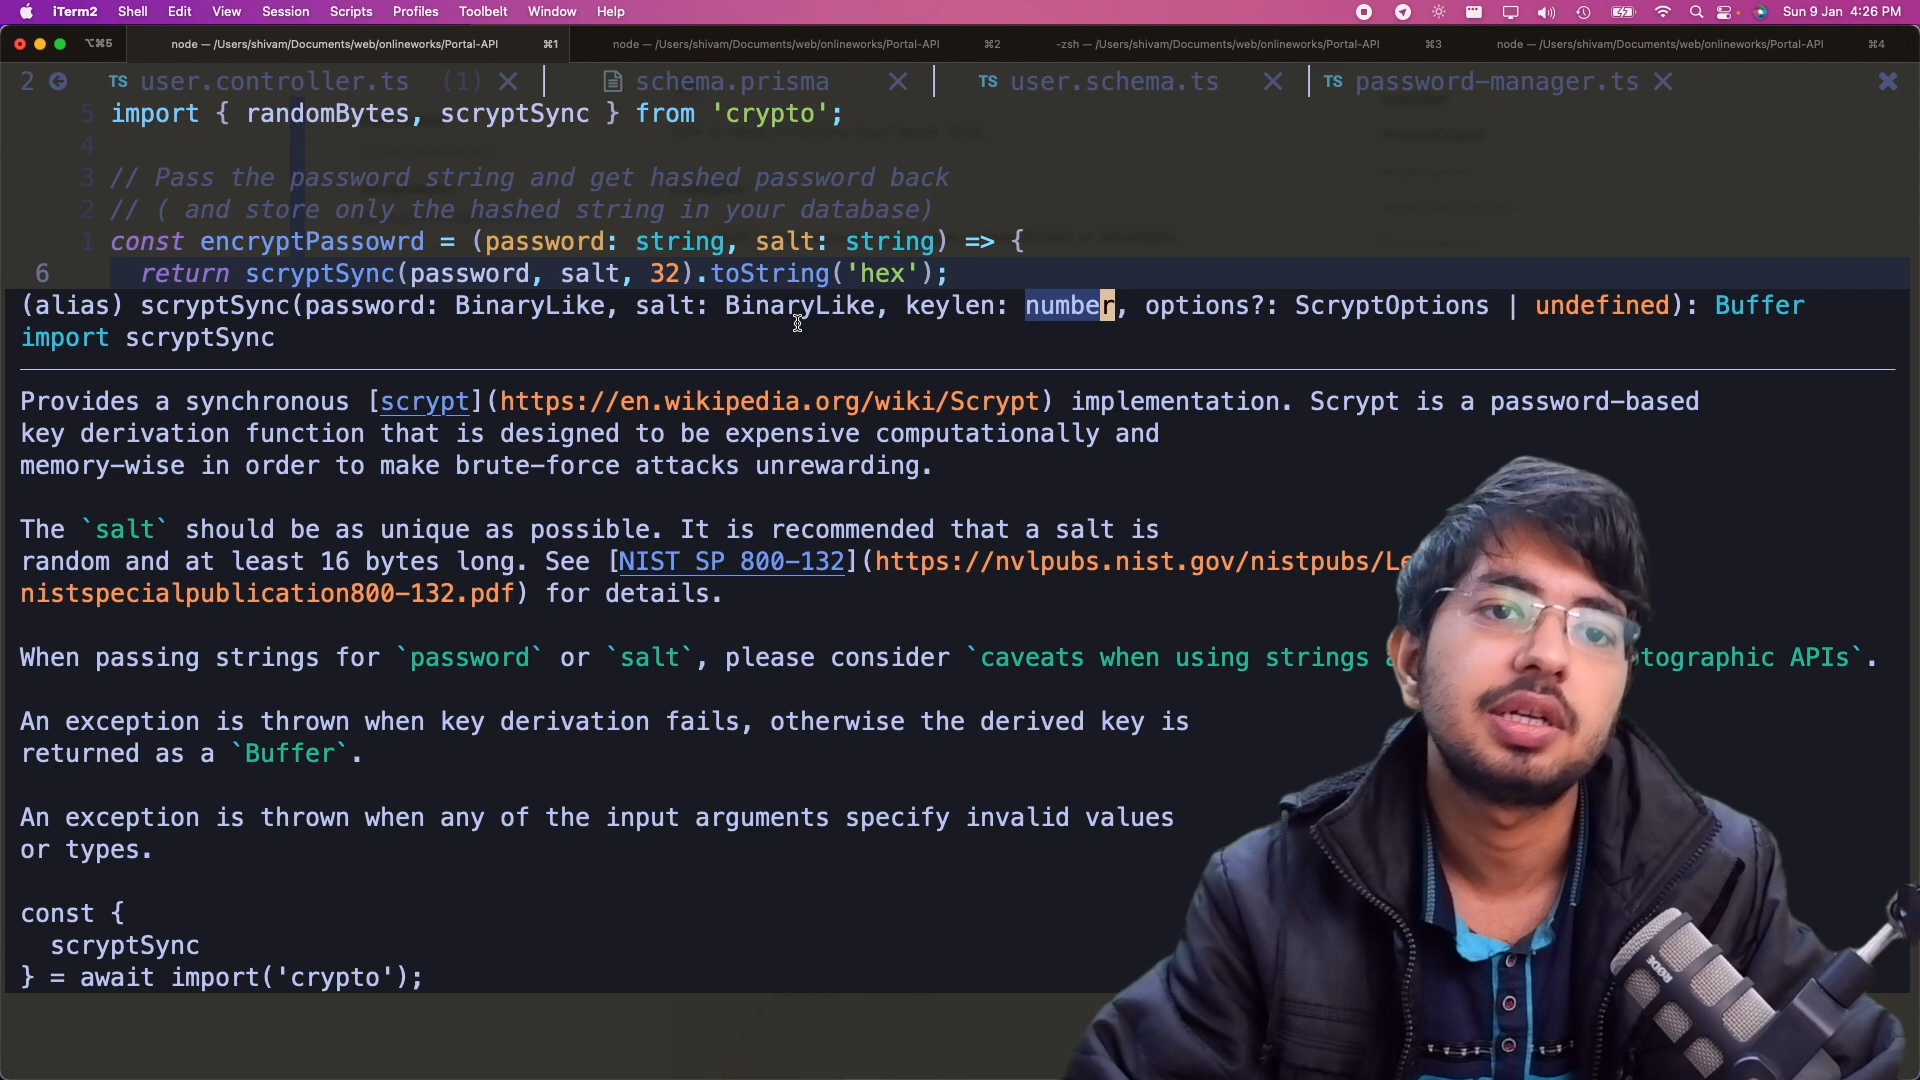 iTerm2 Shell Edit View Session Scripts Profiles Toolbelt Window Help Sun 9 Jan 4:26 PM
⌥⌘5 node — /Users/shivam/Documents/web/onlineworks/Portal-API ⌘1 node — /Users/shivam/Documents/web/onlineworks/Portal-API ⌘2 -zsh — /Users/shivam/Documents/web/onlineworks/Portal-API ⌘3 node — /Users/shivam/Documents/web/onlineworks/Portal-API ⌘4
2 TS user.controller.ts (1) schema.prisma TS user.schema.ts TS password-manager.ts
5 import { randomBytes, scryptSync } from 'crypto';
4
3 // Pass the password string and get hashed password back
2 // ( and store only the hashed string in your database)
1 const encryptPassowrd = (password: string, salt: string) => {
6 return scryptSync(password, salt, 32).toString('hex');
(alias) scryptSync(password: BinaryLike, salt: BinaryLike, keylen: number, options?: ScryptOptions | undefined): Buffer
import scryptSync
Provides a synchronous [scrypt](https://en.wikipedia.org/wiki/Scrypt) implementation. Scrypt is a password-based
key derivation function that is designed to be expensive computationally and
memory-wise in order to make brute-force attacks unrewarding.
The `salt` should be as unique as possible. It is recommended that a salt is
random and at least 16 bytes long. See [NIST SP 800-132](https://nvlpubs.nist.gov/nistpubs/Le
nistspecialpublication800-132.pdf) for details.
When passing strings for `password` or `salt`, please consider `caveats when using strings a tographic APIs`.
An exception is thrown when key derivation fails, otherwise the derived key is
returned as a `Buffer`.
An exception is thrown when any of the input arguments specify invalid values
or types.
const {
scryptSync
} = await import('crypto');
RØDE